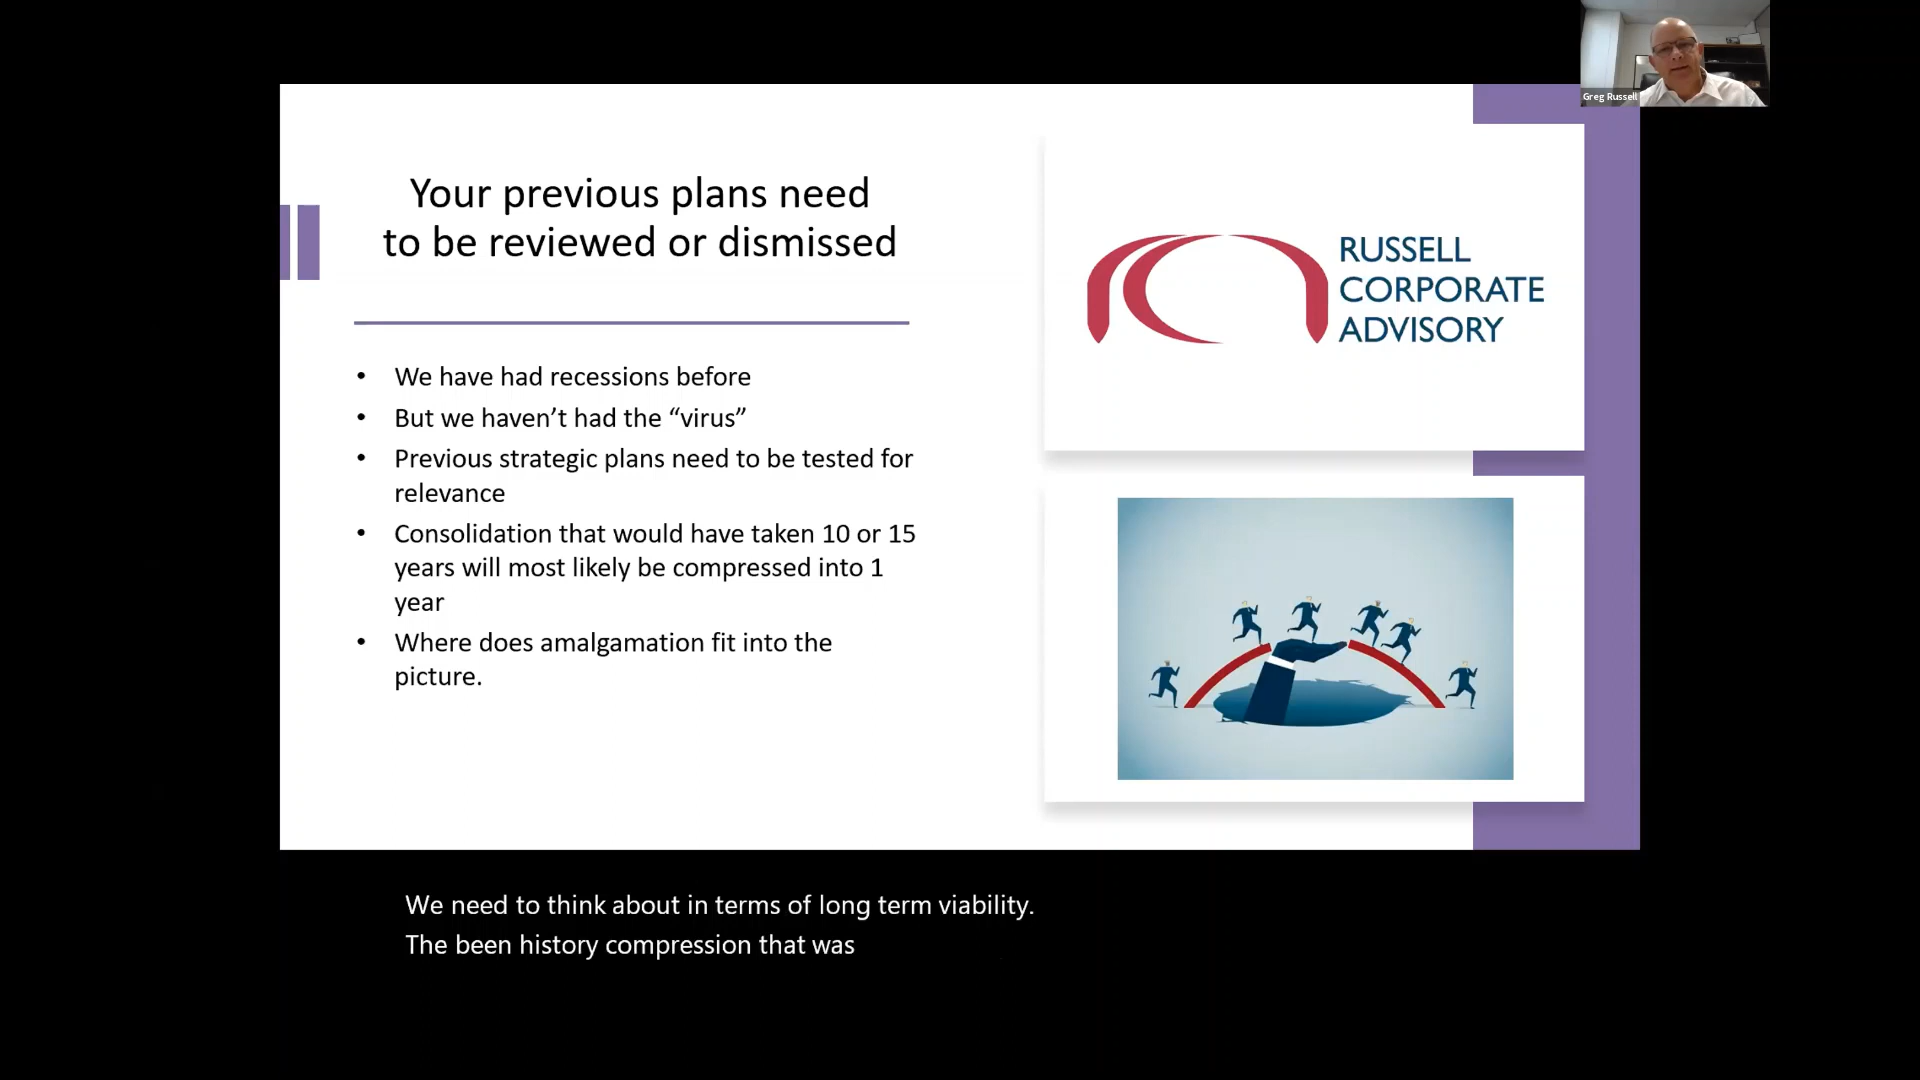 Greg Russell
Your previous plans need
to be reviewed or dismissed
• We have had recessions before
• But we haven’t had the “virus”
• Previous strategic plans need to be tested for
relevance
• Consolidation that would have taken 10 or 15
years will most likely be compressed into 1
year
• Where does amalgamation fit into the
picture.
RUSSELL
CORPORATE
ADVISORY
We need to think about in terms of long term viability.
The been history compression that was